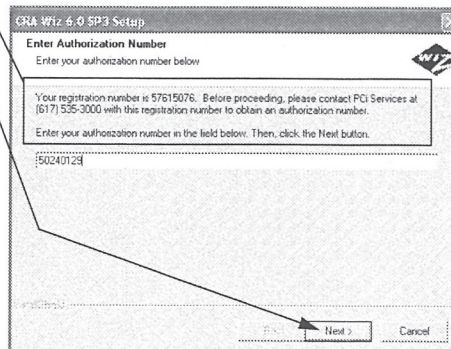 CRA Wiz 6.0 SP3 Setup
Enter Authorization Number
Enter your authorization number below
WIZ
Your registration number is 57615076. Before proceeding, please contact PCi Services at
(617) 535-3000 with this registration number to obtain an authorization number.
Enter your authorization number in the field below. Then, click the Next button.
50240129
Next >
Cancel